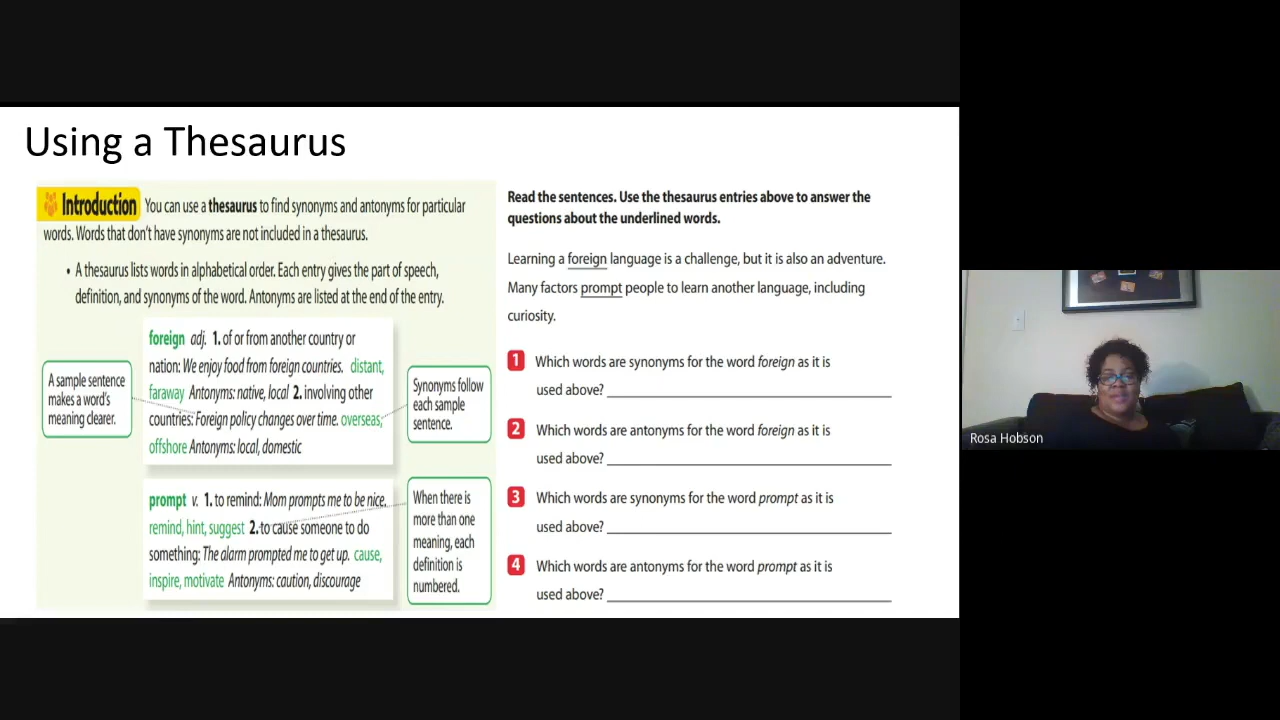 Using a Thesaurus
Introduction You can use a thesaurus to find synonyms and antonyms for particular
words. Words that don't have synonyms are not included in a thesaurus.
• A thesaurus lists words in alphabetical order. Each entry gives the part of speech,
definition, and synonyms of the word. Antonyms are listed at the end of the entry.
foreign adj. 1. of or from another country or
nation: We enjoy food from foreign countries. distant,
faraway Antonyms: native, local 2. involving other
countries: Foreign policy changes over time. overseas,
offshore Antonyms: local, domestic
A sample sentence
makes a word's
meaning clearer.
Synonyms follow
each sample
sentence.
prompt v. 1. to remind: Mom prompts me to be nice.
remind, hint, suggest 2. to cause someone to do
something: The alarm prompted me to get up. cause,
inspire, motivate Antonyms: caution, discourage
When there is
more than one
meaning, each
definition is
numbered.
Read the sentences. Use the thesaurus entries above to answer the
questions about the underlined words.
Learning a foreign language is a challenge, but it is also an adventure.
Many factors prompt people to learn another language, including
curiosity.
1 Which words are synonyms for the word foreign as it is
used above?
2 Which words are antonyms for the word foreign as it is
used above?
3 Which words are synonyms for the word prompt as it is
used above?
4 Which words are antonyms for the word prompt as it is
used above?
Rosa Hobson